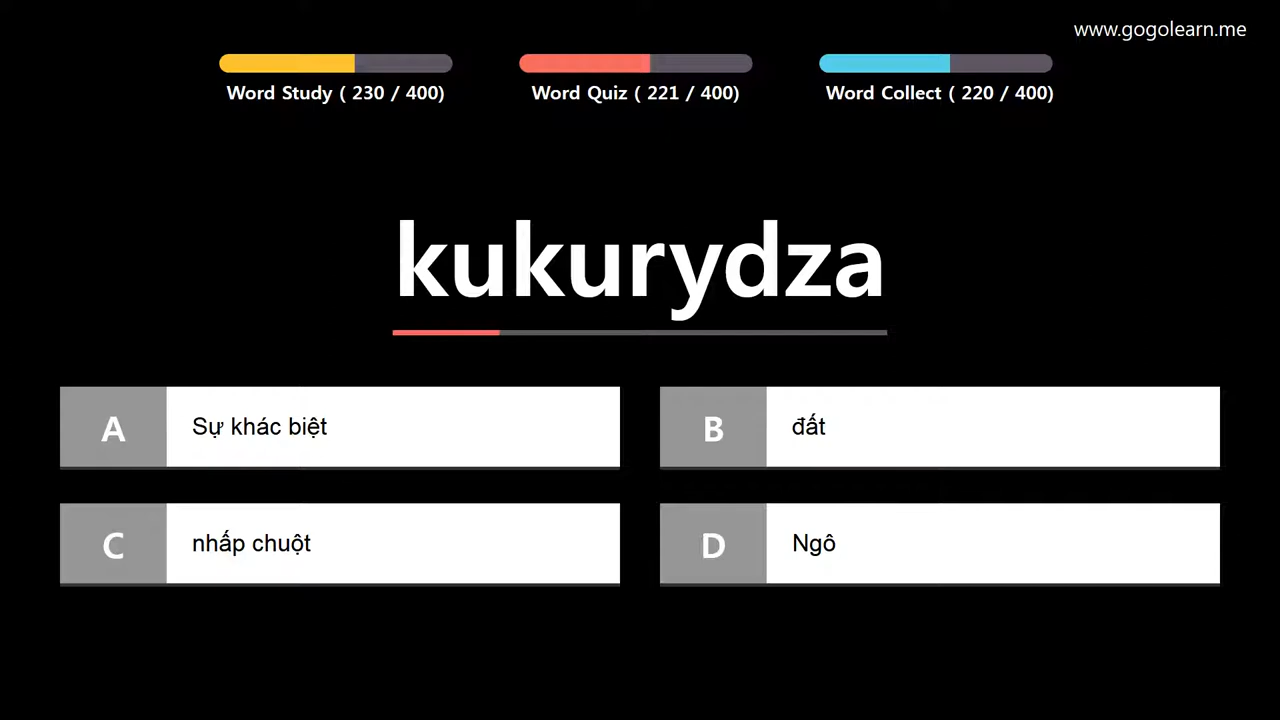 www.gogolearn.me
Word Study ( 230 / 400)
Word Quiz ( 221 / 400)
Word Collect ( 220 / 400)
kukurydza
A
Sự khác biệt
B
đất
C
nhấp chuột
D
Ngô